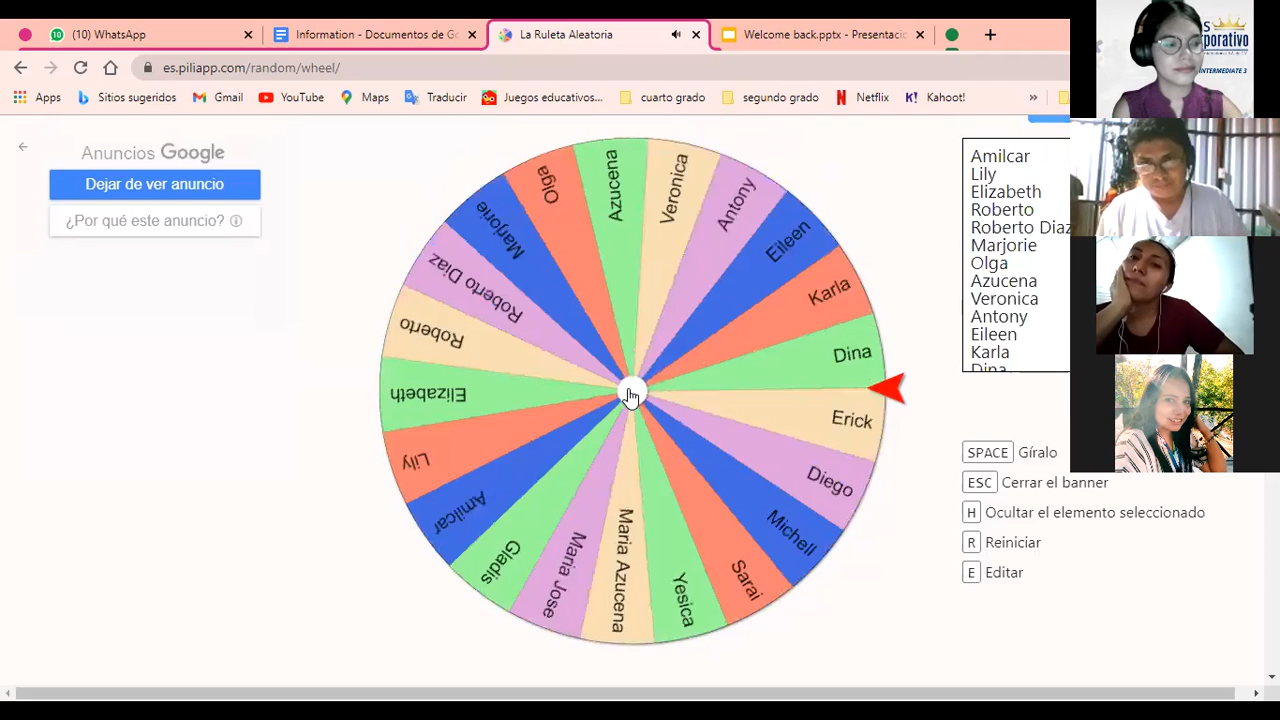 10 (10) WhatsApp
Information - Documentos de Go
La Ruleta Aleatoria
Welcome back.pptx - Presentació
es.piliapp.com/random/wheel/
Apps
Sitios sugeridos
Gmail
YouTube
Maps
Traducir
Juegos educativos...
cuarto grado
segundo grado
Netflix
Kahoot!
»
S
rporativo
INTERMEDIATE 3
Anuncios Google
Dejar de ver anuncio
¿Por qué este anuncio?
Azucena
Veronica
Antony
Eileen
Karla
Dina
Erick
Diego
Michell
Sarai
Yesica
Maria Azucena
Maria Jose
Gladis
Amilcar
Lily
Elizabeth
Roberto
Roberto Diaz
Marjorie
Olga
Amilcar
Lily
Elizabeth
Roberto
Roberto Diaz
Marjorie
Olga
Azucena
Veronica
Antony
Eileen
Karla
Dina
SPACE Gíralo
ESC Cerrar el banner
H Ocultar el elemento seleccionado
R Reiniciar
E Editar